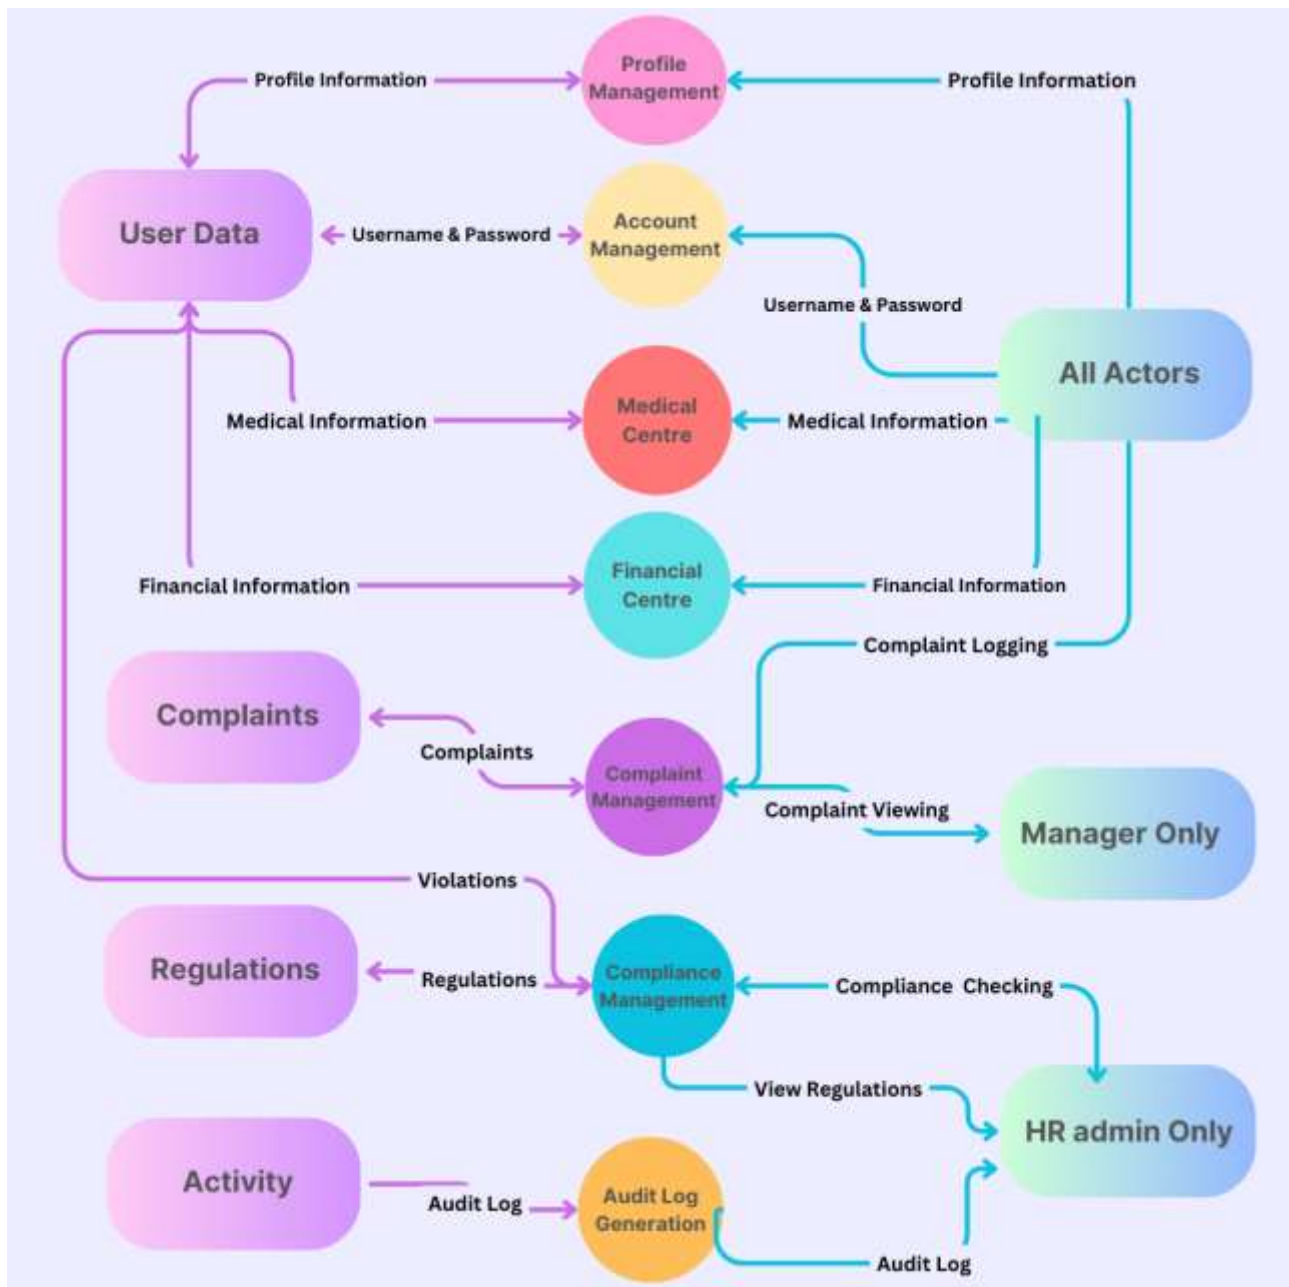 Profile
Management
Profile Information
Profile Information
User Data
Username & Password
Account
Management
Username & Password
All Actors
Medical Information
Medical
Centre
Medical Information
Financial Information
Financial
Centre
Financial Information
Complaint Logging
Complaints
Complaints
Complaint
Management
Complaint Viewing
Manager Only
Violations
Regulations
Regulations
Compliance
Management
Compliance Checking
View Regulations
HR admin Only
Activity
Audit Log
Audit Log
Generation
Audit Log